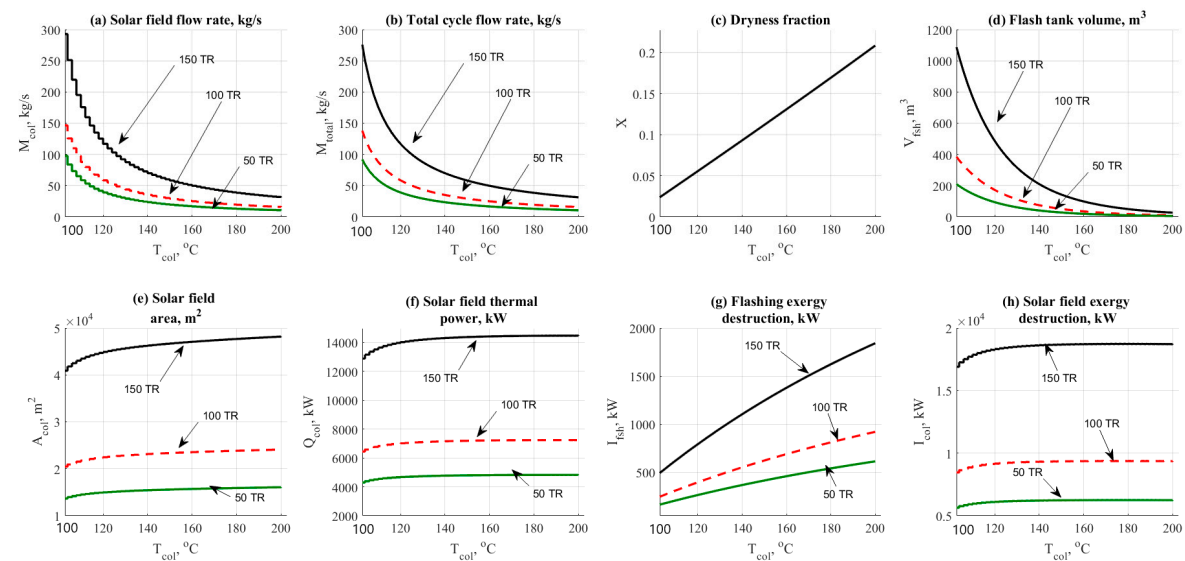 (a) Solar field flow rate, kg/s
300
250
200
150
100
50
0
M_col, kg/s
150 TR
100 TR
50 TR
100 120 140 160 180 200
T_col, °C
(b) Total cycle flow rate, kg/s
300
250
200
150
100
50
0
M_total, kg/s
150 TR
100 TR
50 TR
100 120 140 160 180 200
T_col, °C
(c) Dryness fraction
0.2
0.15
0.1
0.05
0
X
100 120 140 160 180 200
T_col, °C
(d) Flash tank volume, m³
1200
1000
800
600
400
200
0
V_fsh, m³
150 TR
100 TR
50 TR
100 120 140 160 180 200
T_col, °C
(e) Solar field
area, m²
×10⁴
5
4
3
2
1
A_col, m²
150 TR
100 TR
50 TR
100 120 140 160 180 200
T_col, °C
(f) Solar field thermal
power, kW
14000
12000
10000
8000
6000
4000
2000
Q_col, kW
150 TR
100 TR
50 TR
100 120 140 160 180 200
T_col, °C
(g) Flashing exergy
destruction, kW
2000
1500
1000
500
I_fsh, kW
150 TR
100 TR
50 TR
100 120 140 160 180 200
T_col, °C
(h) Solar field exergy
destruction, kW
×10⁴
2
1.5
1
0.5
I_col, kW
150 TR
100 TR
50 TR
100 120 140 160 180 200
T_col, °C